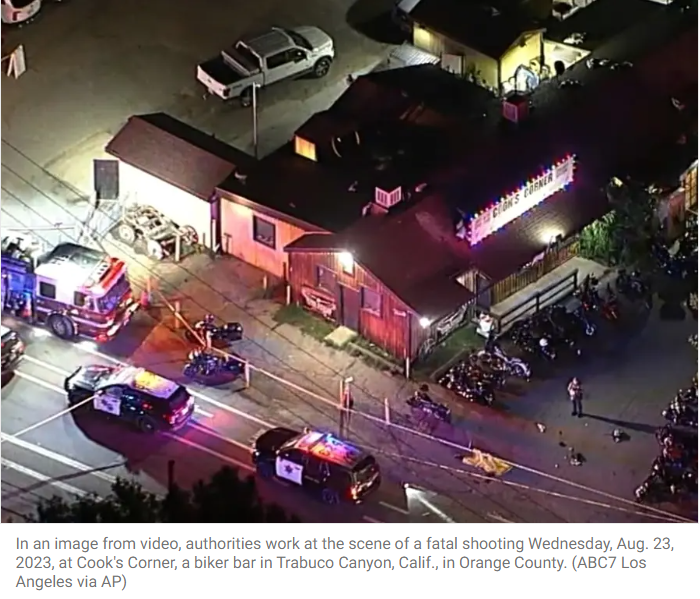 COOK'S CORNER
In an image from video, authorities work at the scene of a fatal shooting Wednesday, Aug. 23,
2023, at Cook's Corner, a biker bar in Trabuco Canyon, Calif., in Orange County. (ABC7 Los
Angeles via AP)